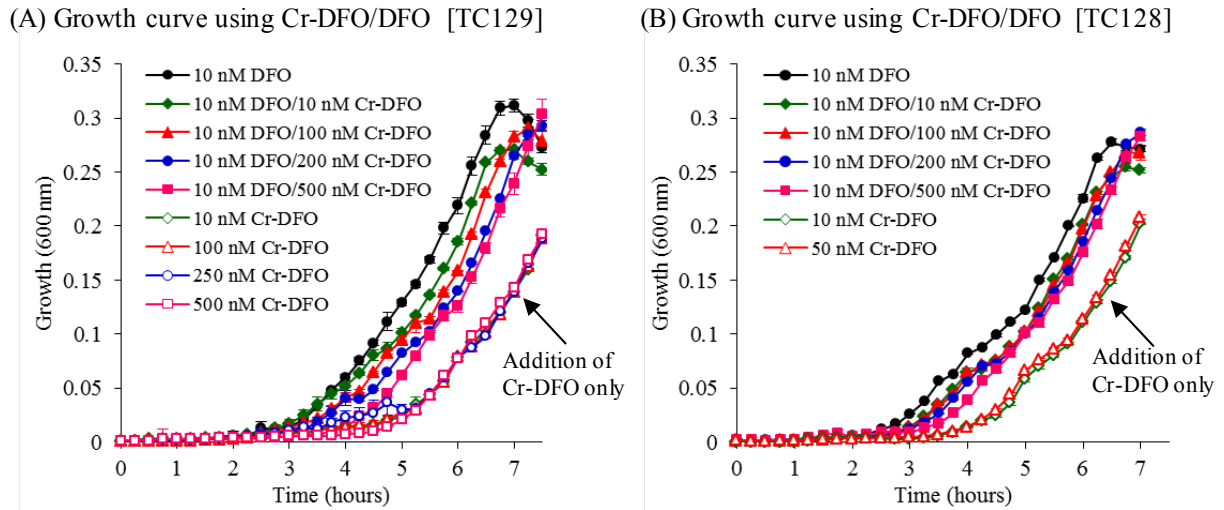 (A) Growth curve using Cr-DFO/DFO [TC129]
0.35
0.3
0.25
0.2
0.15
0.1
0.05
0
Growth (600nm)
10 nM DFO
10 nM DFO/10 nM Cr-DFO
10 nM DFO/100 nM Cr-DFO
10 nM DFO/200 nM Cr-DFO
10 nM DFO/500 nM Cr-DFO
10 nM Cr-DFO
100 nM Cr-DFO
250 nM Cr-DFO
500 nM Cr-DFO
Addition of
Cr-DFO only
0 1 2 3 4 5 6 7
Time (hours)
(B) Growth curve using Cr-DFO/DFO [TC128]
0.35
0.3
0.25
0.2
0.15
0.1
0.05
0
Growth (600nm)
10 nM DFO
10 nM DFO/10 nM Cr-DFO
10 nM DFO/100 nM Cr-DFO
10 nM DFO/200 nM Cr-DFO
10 nM DFO/500 nM Cr-DFO
10 nM Cr-DFO
50 nM Cr-DFO
Addition of
Cr-DFO only
0 1 2 3 4 5 6 7
Time (hours)